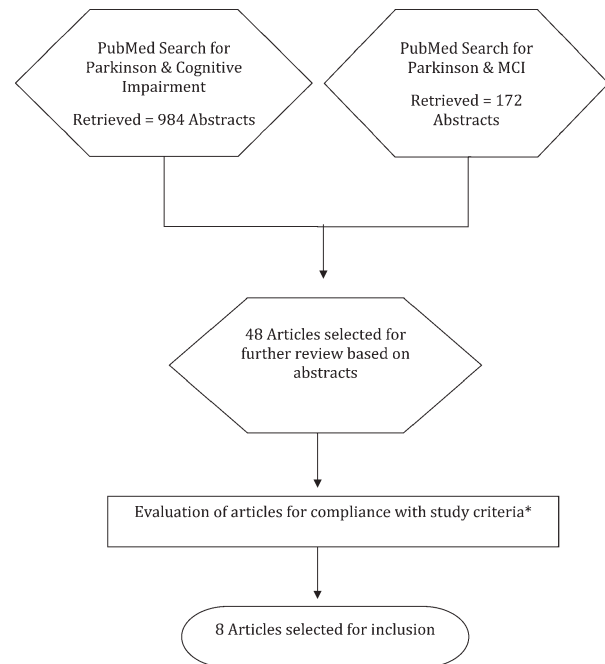 PubMed Search for
Parkinson & Cognitive
Impairment
Retrieved = 984 Abstracts
PubMed Search for
Parkinson & MCI
Retrieved = 172
Abstracts
48 Articles selected for
further review based on
abstracts
Evaluation of articles for compliance with study criteria*
8 Articles selected for inclusion